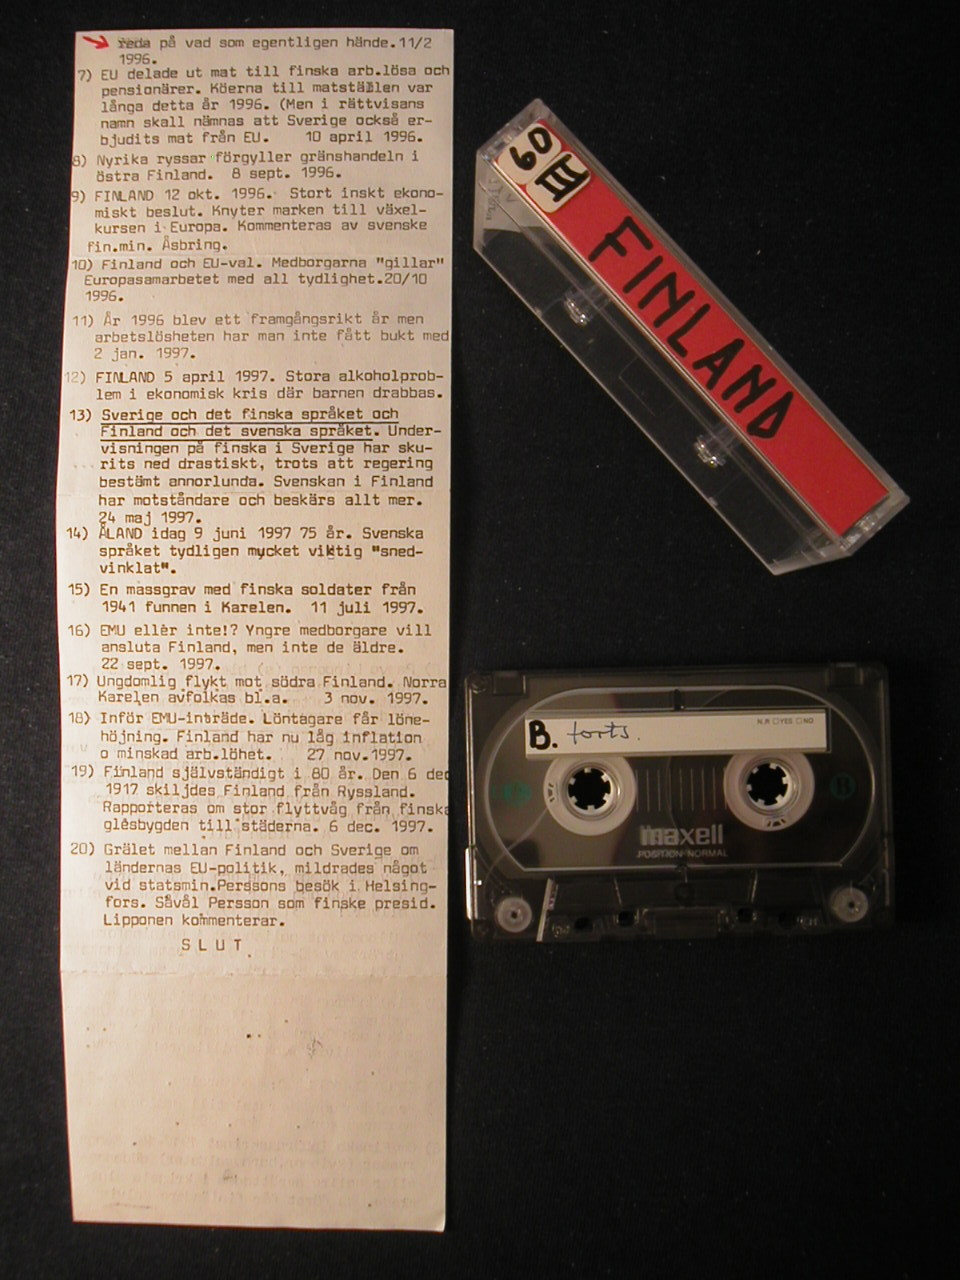 reda på vad som egentligen hände.11/2
1996.
7) EU delade ut mat till finska arb.lösa och
pensionärer. Köerna till matställen var
långa detta år 1996. (Men i rättvisans
namn skall nämnas att Sverige också er-
bjudits mat från EU. 10 april 1996.
8) Nyrika ryssar förgyller gränshandeln i
östra Finland. 8 sept. 1996.
9) FINLAND 12 okt. 1996. Stort inskt ekono-
miskt beslut. Knyter marken till växel-
kursen i Europa. Kommenteras av svenske
fin.min. Åsbring.
10) Finland och EU-val. Medborgarna "gillar"
Europasamarbetet med all tydlighet.20/10
1996.
11) År 1996 blev ett framgångsrikt år men
arbetslösheten har man inte fått bukt med
2 jan. 1997.
12) FINLAND 5 april 1997. Stora alkoholprob-
lem i ekonomisk kris där barnen drabbas.
13) Sverige och det finska språket och
Finland och det svenska språket. Under-
visningen på finska i Sverige har sku-
rits ned drastiskt, trots att regering
bestämt annorlunda. Svenskan i Finland
har motståndare och beskärs allt mer.
24 maj 1997.
14) ÅLAND idag 9 juni 1997 75 år. Svenska
språket tydligen mycket viktig "sned-
vinklat".
15) En massgrav med finska soldater från
1941 funnen i Karelen. 11 juli 1997.
16) EMU eller inte!? Yngre medborgare vill
ansluta Finland, men inte de äldre.
22 sept. 1997.
17) Ungdomlig flykt mot södra Finland. Norra
Karelen avfolkas bl.a. 3 nov. 1997.
18) Inför EMU-inträde. Löntagare får löne-
höjning. Finland har nu låg inflation
o minskad arb.löhet. 27 nov.1997.
19) Finland självständigt i 80 år. Den 6 dec
1917 skiljdes Finland från Ryssland.
Rapporteras om stor flyttvåg från finska
glesbygden till städerna. 6 dec. 1997.
20) Grälet mellan Finland och Sverige om
ländernas EU-politik, mildrades något
vid statsmin.Perssons besök i Helsing-
fors. Såväl Persson som finske presid.
Lipponen kommenterar.
SLUT.
60
III
FINLAND
B. forts.
N.R □YES □NO
maxell
POSITION NORMAL